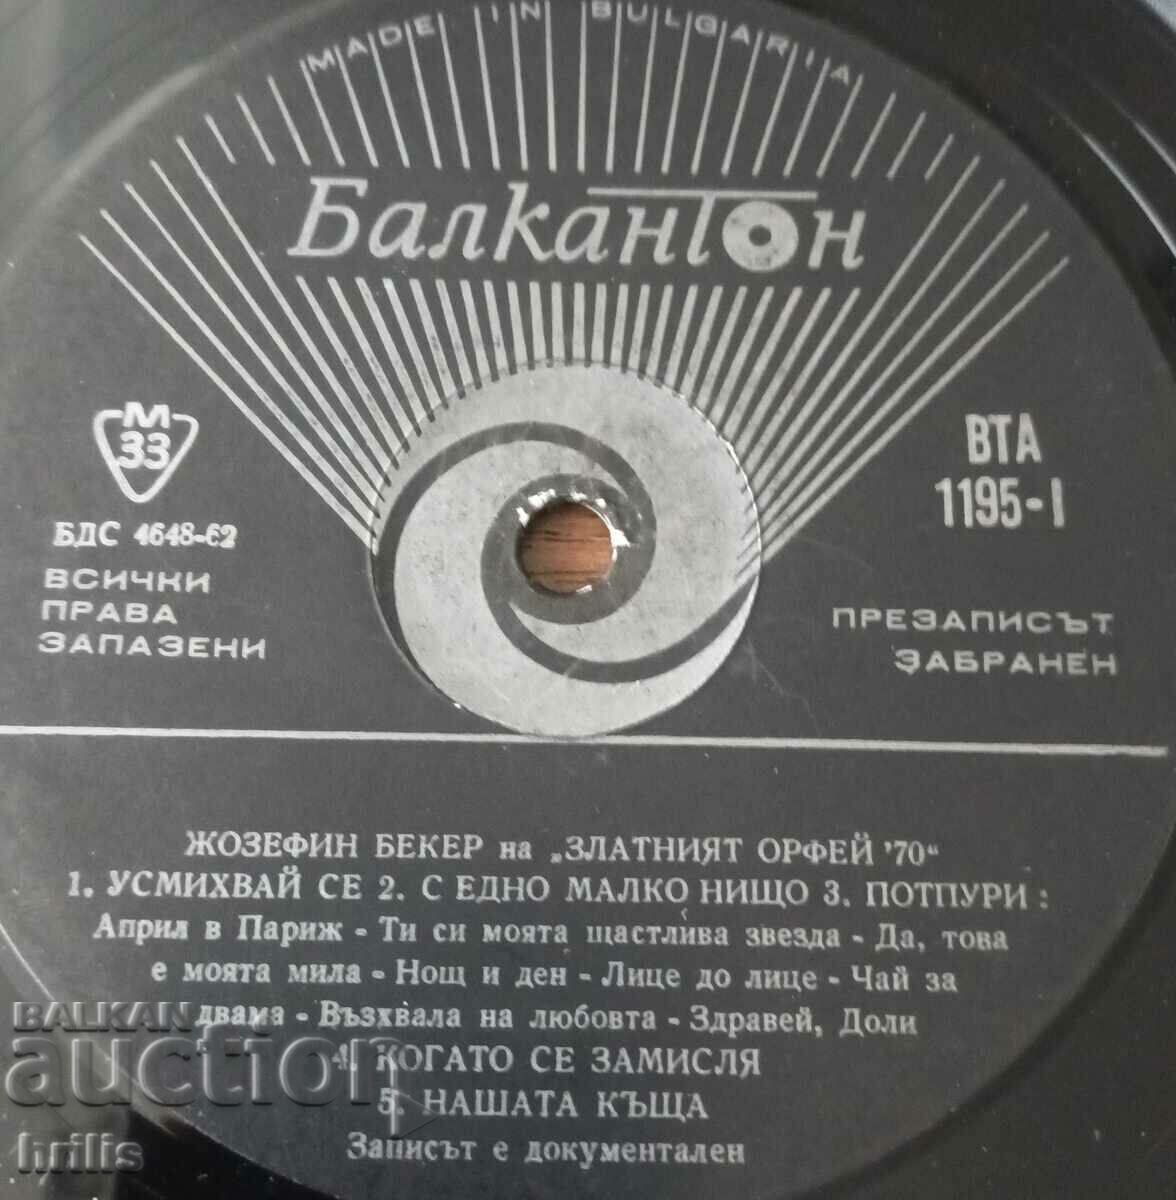 MADE IN BULGARIA
Балкантон
М
33
ВТА
1195-I
БДС 4648-62
ВСИЧКИ
ПРАВА
ЗАПАЗЕНИ
ПРЕЗАПИСЪТ
ЗАБРАНЕН
ЖОЗЕФИН БЕКЕР на „ЗЛАТНИЯТ ОРФЕЙ '70“
1. УСМИХВАЙ СЕ 2. С ЕДНО МАЛКО НИЩО 3. ПОТПУРИ :
Април в Париж - Ти си моята щастлива звезда - Да, това
е моята мила - Нощ и ден - Лице до лице - Чай за
двама - Възхвала на любовта - Здравей, Доли
4. КОГАТО СЕ ЗАМИСЛЯ
5. НАШАТА КЪЩА
Записът е документален
BALKAN
auction
hrilis